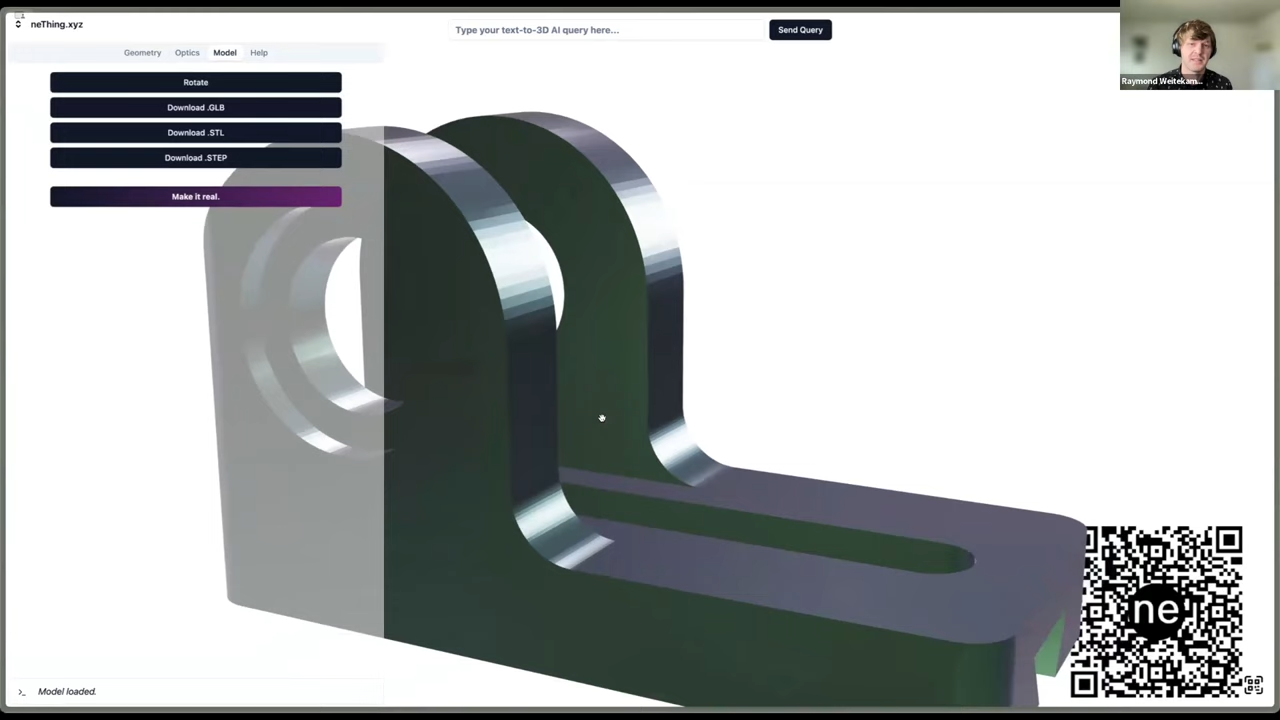 neThing.xyz
Type your text-to-3D AI query here...
Send Query
Geometry
Optics
Model
Help
Rotate
Download .GLB
Download .STL
Download .STEP
Make it real.
Raymond Weitekam...
ne
>_ Model loaded.